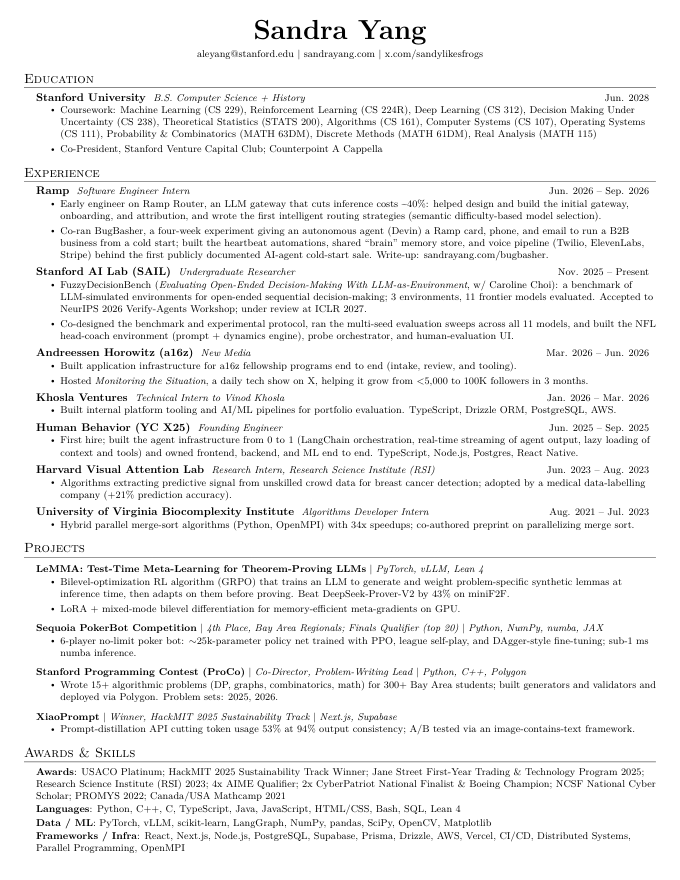 Sandra Yang
aleyang@stanford.edu | sandrayang.com | x.com/sandylikesfrogs
Education
Stanford University B.S. Computer Science + History Jun. 2028
• Coursework: Machine Learning (CS 229), Reinforcement Learning (CS 224R), Deep Learning (CS 312), Decision Making Under
Uncertainty (CS 238), Theoretical Statistics (STATS 200), Algorithms (CS 161), Computer Systems (CS 107), Operating Systems
(CS 111), Probability & Combinatorics (MATH 63DM), Discrete Methods (MATH 61DM), Real Analysis (MATH 115)
• Co-President, Stanford Venture Capital Club; Counterpoint A Cappella
Experience
Ramp Software Engineer Intern Jun. 2026 – Sep. 2026
• Early engineer on Ramp Router, an LLM gateway that cuts inference costs ~40%: helped design and build the initial gateway,
onboarding, and attribution, and wrote the first intelligent routing strategies (semantic difficulty-based model selection).
• Co-ran BugBasher, a four-week experiment giving an autonomous agent (Devin) a Ramp card, phone, and email to run a B2B
business from a cold start; built the heartbeat automations, shared “brain” memory store, and voice pipeline (Twilio, ElevenLabs,
Stripe) behind the first publicly documented AI-agent cold-start sale. Write-up: sandrayang.com/bugbasher.
Stanford AI Lab (SAIL) Undergraduate Researcher Nov. 2025 – Present
• FuzzyDecisionBench (Evaluating Open-Ended Decision-Making With LLM-as-Environment, w/ Caroline Choi): a benchmark of
LLM-simulated environments for open-ended sequential decision-making; 3 environments, 11 frontier models evaluated. Accepted to
NeurIPS 2026 Verify-Agents Workshop; under review at ICLR 2027.
• Co-designed the benchmark and experimental protocol, ran the multi-seed evaluation sweeps across all 11 models, and built the NFL
head-coach environment (prompt + dynamics engine), probe orchestrator, and human-evaluation UI.
Andreessen Horowitz (a16z) New Media Mar. 2026 – Jun. 2026
• Built application infrastructure for a16z fellowship programs end to end (intake, review, and tooling).
• Hosted Monitoring the Situation, a daily tech show on X, helping it grow from <5,000 to 100K followers in 3 months.
Khosla Ventures Technical Intern to Vinod Khosla Jan. 2026 – Mar. 2026
• Built internal platform tooling and AI/ML pipelines for portfolio evaluation. TypeScript, Drizzle ORM, PostgreSQL, AWS.
Human Behavior (YC X25) Founding Engineer Jun. 2025 – Sep. 2025
• First hire; built the agent infrastructure from 0 to 1 (LangChain orchestration, real-time streaming of agent output, lazy loading of
context and tools) and owned frontend, backend, and ML end to end. TypeScript, Node.js, Postgres, React Native.
Harvard Visual Attention Lab Research Intern, Research Science Institute (RSI) Jun. 2023 – Aug. 2023
• Algorithms extracting predictive signal from unskilled crowd data for breast cancer detection; adopted by a medical data-labelling
company (+21% prediction accuracy).
University of Virginia Biocomplexity Institute Algorithms Developer Intern Aug. 2021 – Jul. 2023
• Hybrid parallel merge-sort algorithms (Python, OpenMPI) with 34x speedups; co-authored preprint on parallelizing merge sort.
Projects
LeMMA: Test-Time Meta-Learning for Theorem-Proving LLMs | PyTorch, vLLM, Lean 4
• Bilevel-optimization RL algorithm (GRPO) that trains an LLM to generate and weight problem-specific synthetic lemmas at
inference time, then adapts on them before proving. Beat DeepSeek-Prover-V2 by 43% on miniF2F.
• LoRA + mixed-mode bilevel differentiation for memory-efficient meta-gradients on GPU.
Sequoia PokerBot Competition | 4th Place, Bay Area Regionals; Finals Qualifier (top 20) | Python, NumPy, numba, JAX
• 6-player no-limit poker bot: ~25k-parameter policy net trained with PPO, league self-play, and DAgger-style fine-tuning; sub-1 ms
numba inference.
Stanford Programming Contest (ProCo) | Co-Director, Problem-Writing Lead | Python, C++, Polygon
• Wrote 15+ algorithmic problems (DP, graphs, combinatorics, math) for 300+ Bay Area students; built generators and validators and
deployed via Polygon. Problem sets: 2025, 2026.
XiaoPrompt | Winner, HackMIT 2025 Sustainability Track | Next.js, Supabase
• Prompt-distillation API cutting token usage 53% at 94% output consistency; A/B tested via an image-contains-text framework.
Awards & Skills
Awards: USACO Platinum; HackMIT 2025 Sustainability Track Winner; Jane Street First-Year Trading & Technology Program 2025;
Research Science Institute (RSI) 2023; 4x AIME Qualifier; 2x CyberPatriot National Finalist & Boeing Champion; NCSF National Cyber
Scholar; PROMYS 2022; Canada/USA Mathcamp 2021
Languages: Python, C++, C, TypeScript, Java, JavaScript, HTML/CSS, Bash, SQL, Lean 4
Data / ML: PyTorch, vLLM, scikit-learn, LangGraph, NumPy, pandas, SciPy, OpenCV, Matplotlib
Frameworks / Infra: React, Next.js, Node.js, PostgreSQL, Supabase, Prisma, Drizzle, AWS, Vercel, CI/CD, Distributed Systems,
Parallel Programming, OpenMPI